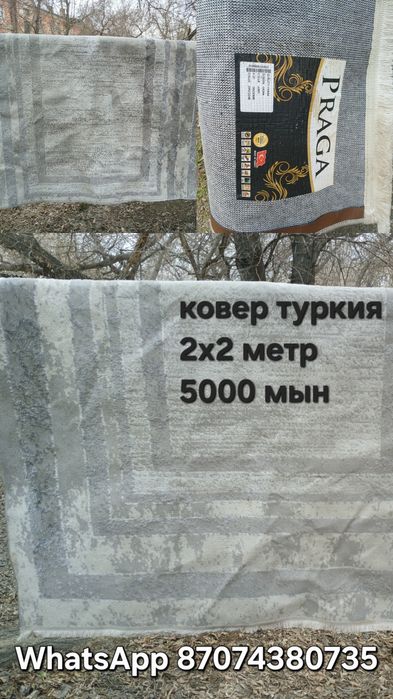 PRAGA
ковер туркия
2х2 метр
5000 мын
WhatsApp 87074380735